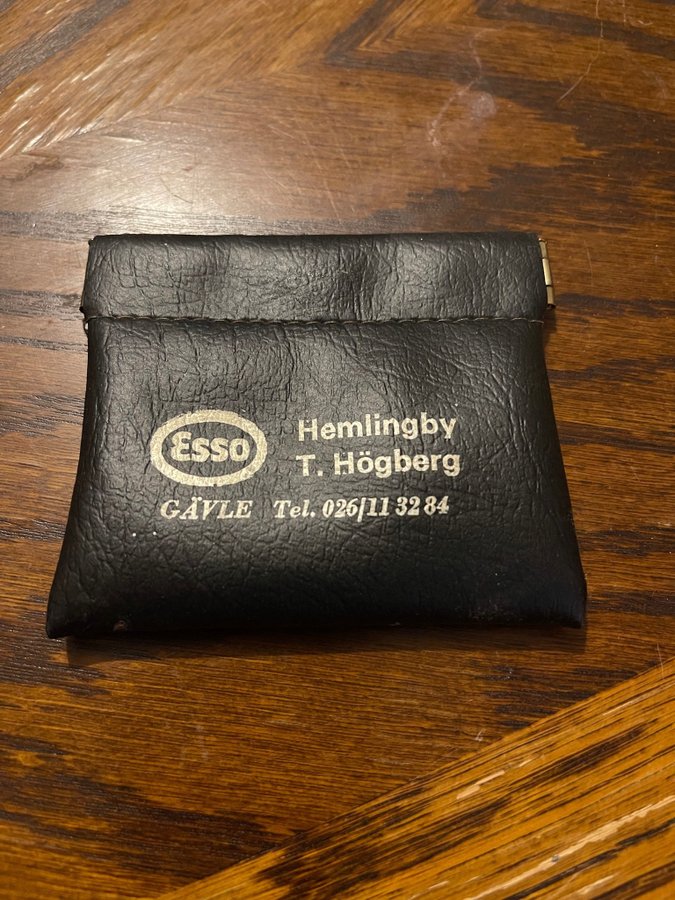 Esso
Hemlingby
T. Högberg
GÄVLE Tel. 026/11 32 84